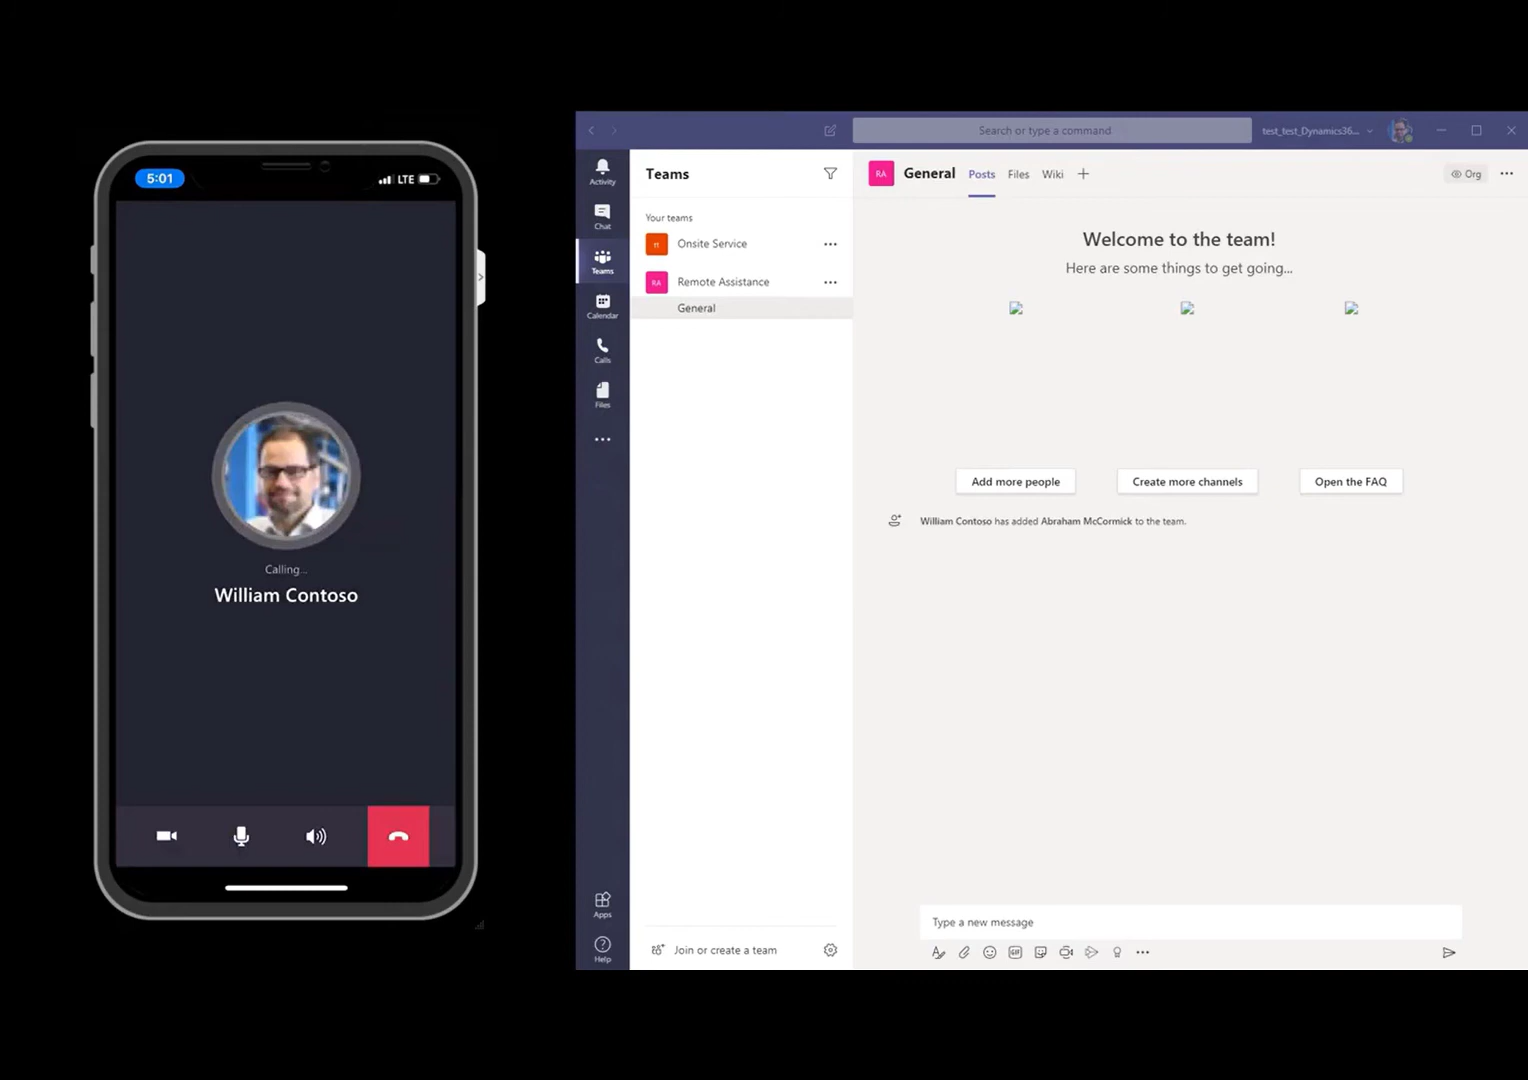 5:01
LTE
Calling...
William Contoso
Search or type a command
test_test_Dynamics36...
Activity
Chat
Teams
Calendar
Calls
Files
Apps
Help
Teams
Your teams
Onsite Service
RA
Remote Assistance
General
Join or create a team
RA
General
Posts
Files
Wiki
Org
Welcome to the team!
Here are some things to get going...
Add more people
Create more channels
Open the FAQ
William Contoso has added Abraham McCormick to the team.
Type a new message
GIF